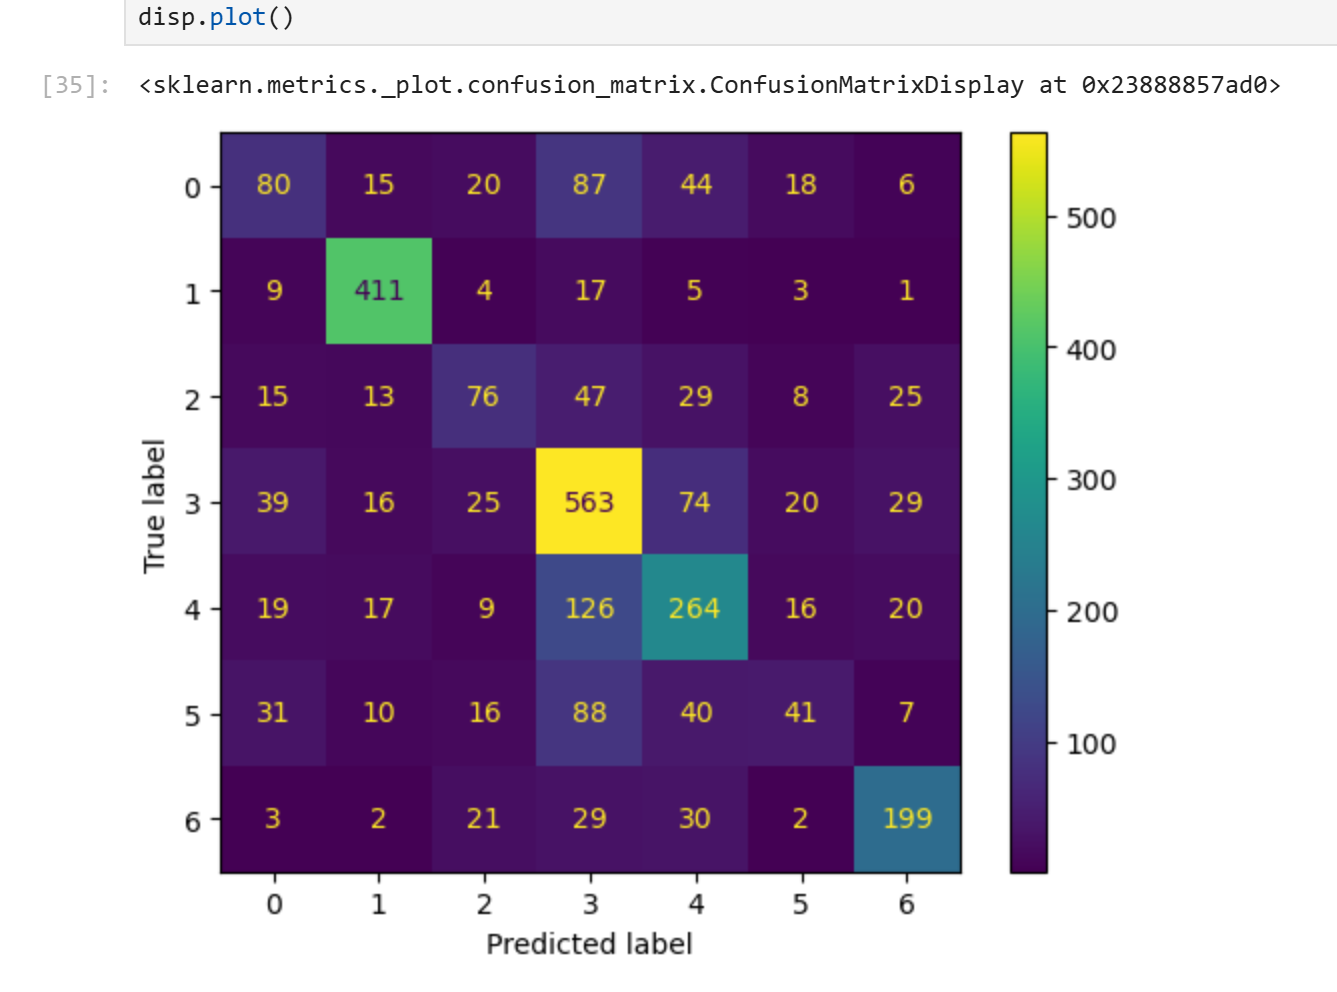 disp.plot()
[35]: <sklearn.metrics._plot.confusion_matrix.ConfusionMatrixDisplay at 0x23888857ad0>
0 80 15 20 87 44 18 6
1 9 411 4 17 5 3 1
2 15 13 76 47 29 8 25
3 39 16 25 563 74 20 29
4 19 17 9 126 264 16 20
5 31 10 16 88 40 41 7
6 3 2 21 29 30 2 199
0 1 2 3 4 5 6
Predicted label
True label
500
400
300
200
100